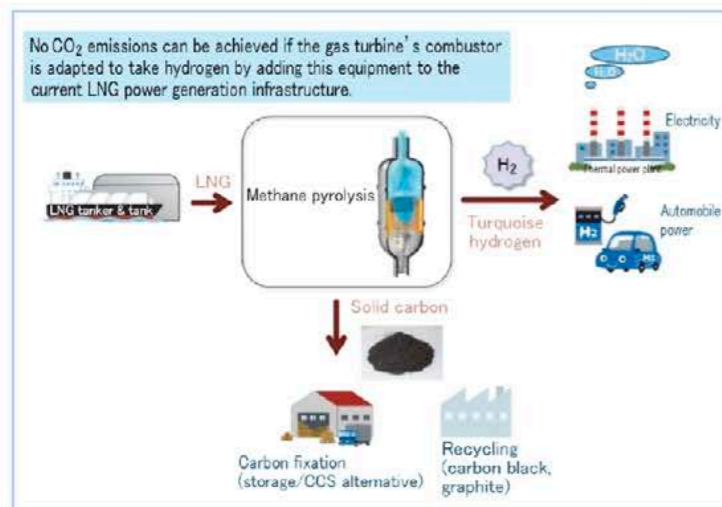 No CO₂ emissions can be achieved if the gas turbine's combustor
is adapted to take hydrogen by adding this equipment to the
current LNG power generation infrastructure.
H₂O
H₂O
Electricity
Thermal power plant
LNG tanker & tank
LNG
Methane pyrolysis
H₂
Turquoise
hydrogen
Automobile
power
H2
H2
Solid carbon
Carbon fixation
(storage/CCS alternative)
Recycling
(carbon black,
graphite)